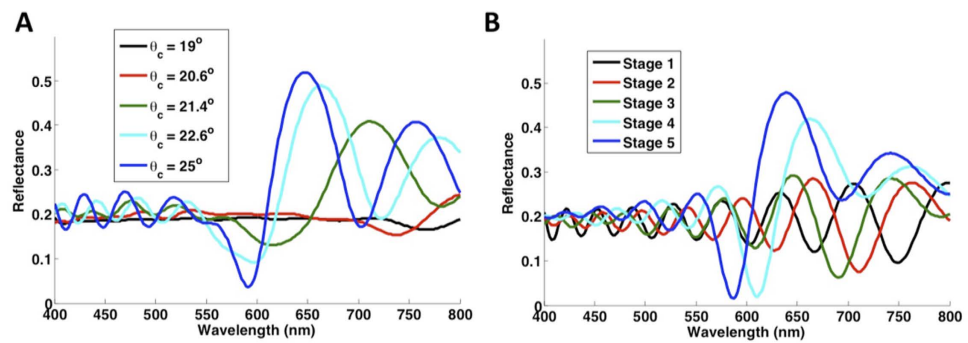 A
θc = 19°
θc = 20.6°
θc = 21.4°
θc = 22.6°
θc = 25°
0.5
0.4
0.3
0.2
0.1
0
Reflectance
400 450 500 550 600 650 700 750 800
Wavelength (nm)
B
Stage 1
Stage 2
Stage 3
Stage 4
Stage 5
0.5
0.4
0.3
0.2
0.1
0
Reflectance
400 450 500 550 600 650 700 750 800
Wavelength (nm)